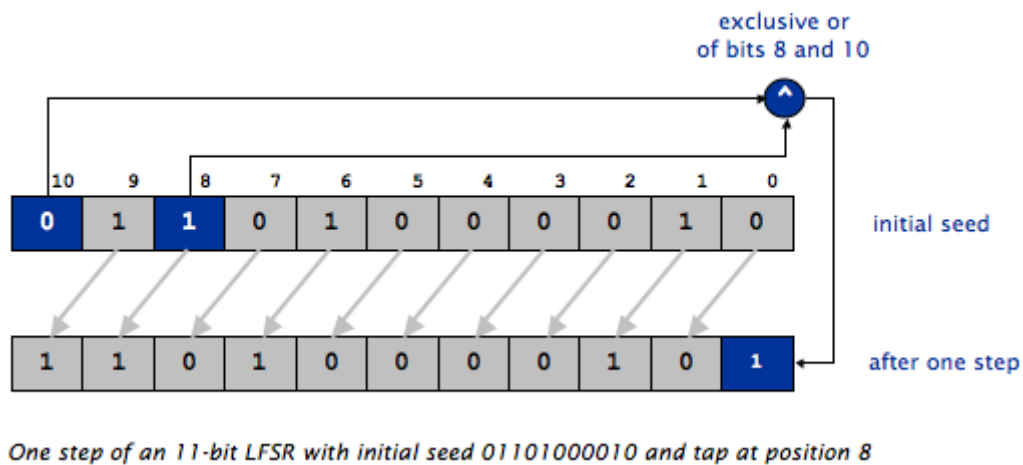 exclusive or
of bits 8 and 10
^
10 9 8 7 6 5 4 3 2 1 0
0 1 1 0 1 0 0 0 0 1 0
initial seed
1 1 0 1 0 0 0 0 1 0 1
after one step
One step of an 11-bit LFSR with initial seed 01101000010 and tap at position 8